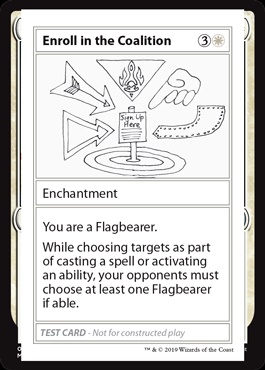 Enroll in the Coalition 3
Sign Up
Here
Enchantment
You are a Flagbearer.
While choosing targets as part
of casting a spell or activating
an ability, your opponents must
choose at least one Flagbearer
if able.
TEST CARD - Not for constructed play
™ & © 2019 Wizards of the Coast